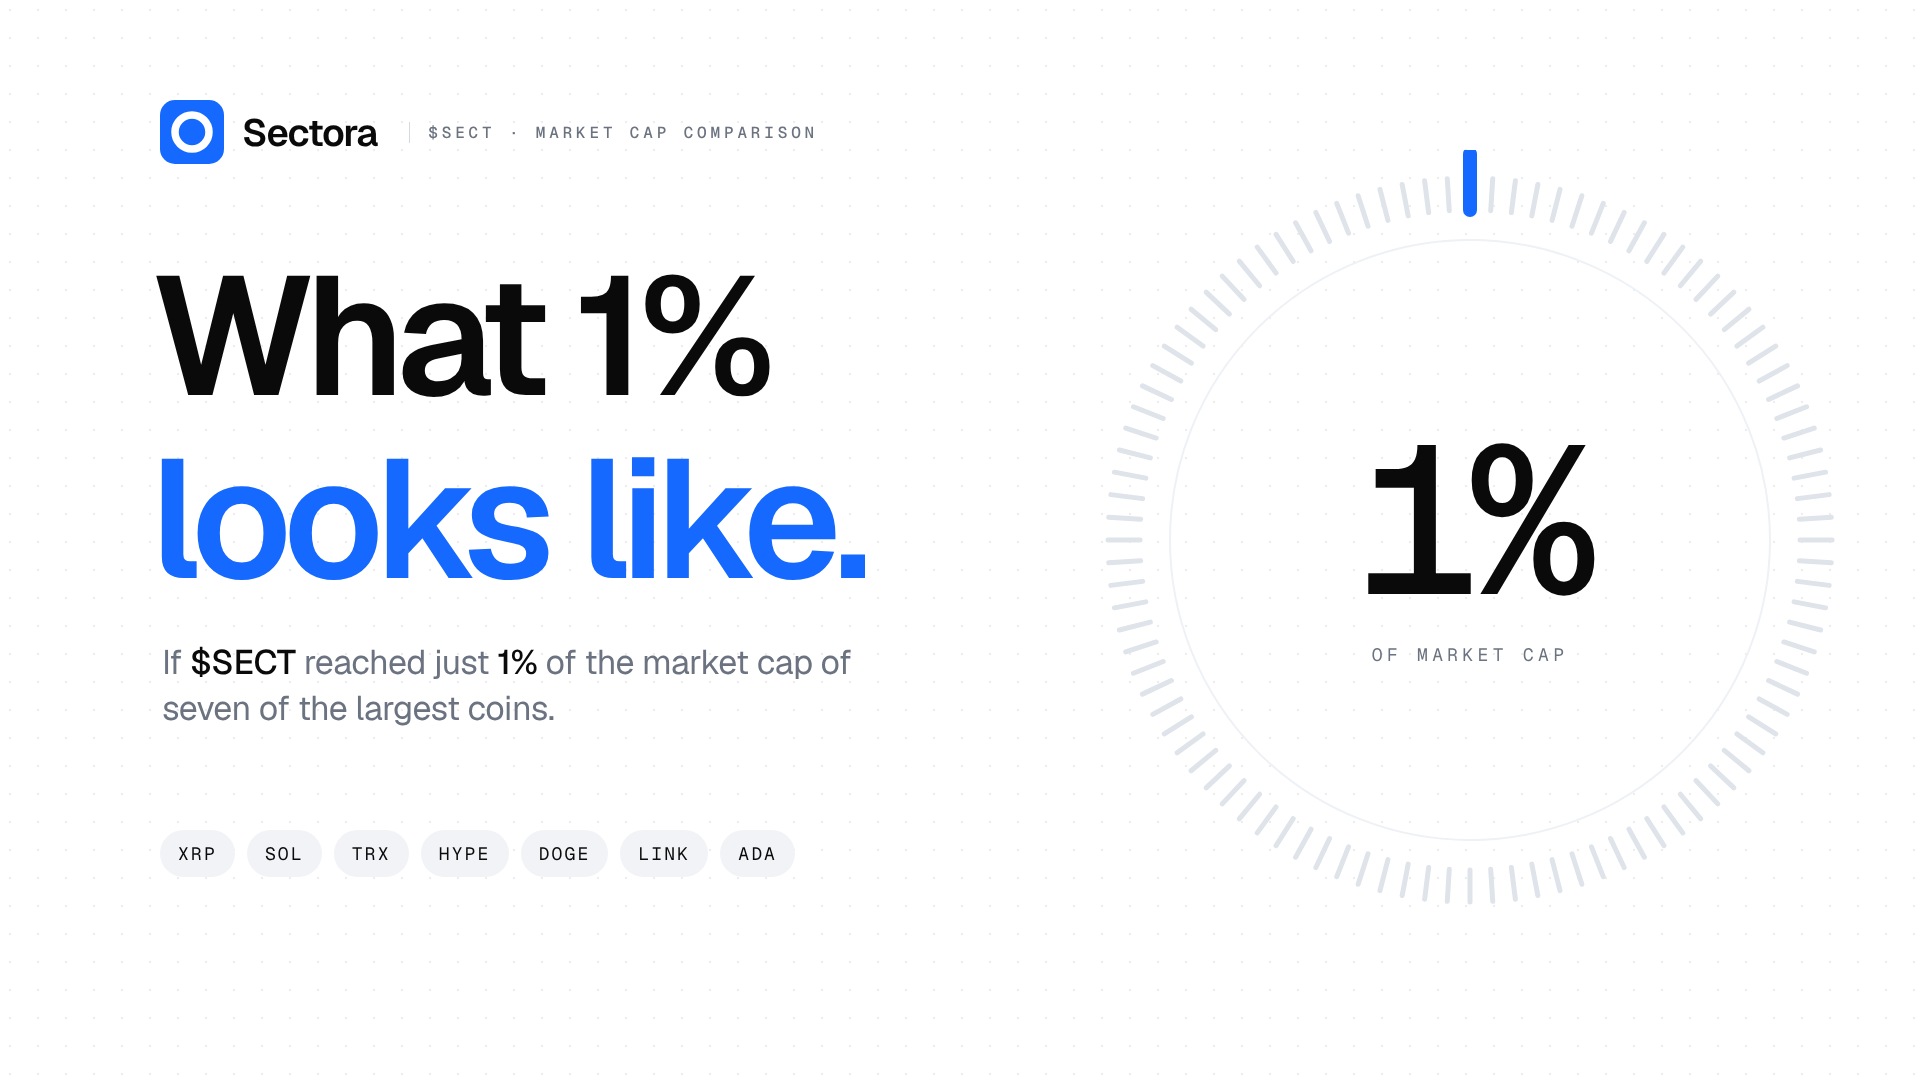 Sectora
$SECT · MARKET CAP COMPARISON
What 1%
looks like.
If $SECT reached just 1% of the market cap of
seven of the largest coins.
XRP SOL TRX HYPE DOGE LINK ADA
1%
OF MARKET CAP